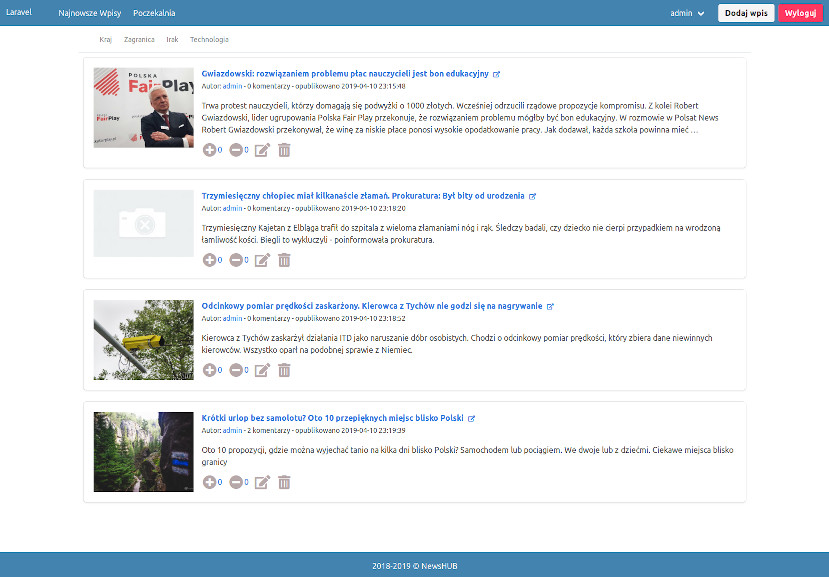 Laravel Najnowsze Wpisy Poczekalnia admin Dodaj wpis Wyloguj
Kraj Zagranica Irak Technologia
POLSKA
FairPlay
Gwiazdowski: rozwiązaniem problemu płac nauczycieli jest bon edukacyjny
Autor: admin - 0 komentarzy - opublikowano 2019-04-10 23:15:48
Trwa protest nauczycieli, którzy domagają się podwyżki o 1000 złotych. Wcześniej odrzucili rządowe propozycje kompromisu. Z kolei Robert
Gwiazdowski, lider ugrupowania Polska Fair Play przekonuje, że rozwiązaniem problemu mógłby być bon edukacyjny. W rozmowie w Polsat News
Robert Gwiazdowski przekonywał, że winę za niskie płace ponosi wysokie opodatkowanie pracy. Jak dodawał, każda szkoła powinna mieć ...
0 0
Trzymiesięczny chłopiec miał kilkanaście złamań. Prokuratura: Był bity od urodzenia
Autor: admin - 0 komentarzy - opublikowano 2019-04-10 23:18:20
Trzymiesięczny Kajetan z Elbląga trafił do szpitala z wieloma złamaniami nóg i rąk. Śledczy badali, czy dziecko nie cierpi przypadkiem na wrodzoną
łamliwość kości. Biegli to wykluczyli - poinformowała prokuratura.
0 0
Odcinkowy pomiar prędkości zaskarżony. Kierowca z Tychów nie godzi się na nagrywanie
Autor: admin - 0 komentarzy - opublikowano 2019-04-10 23:18:52
Kierowca z Tychów zaskarżył działania ITD jako naruszanie dóbr osobistych. Chodzi o odcinkowy pomiar prędkości, który zbiera dane niewinnych
kierowców. Wszystko oparł na podobnej sprawie z Niemiec.
0 0
Krótki urlop bez samolotu? Oto 10 przepięknych miejsc blisko Polski
Autor: admin - 2 komentarzy - opublikowano 2019-04-10 23:19:39
Oto 10 propozycji, gdzie można wyjechać tanio na kilka dni blisko Polski? Samochodem lub pociągiem. We dwoje lub z dziećmi. Ciekawe miejsca blisko
granicy
0 0
2018-2019 © NewsHUB